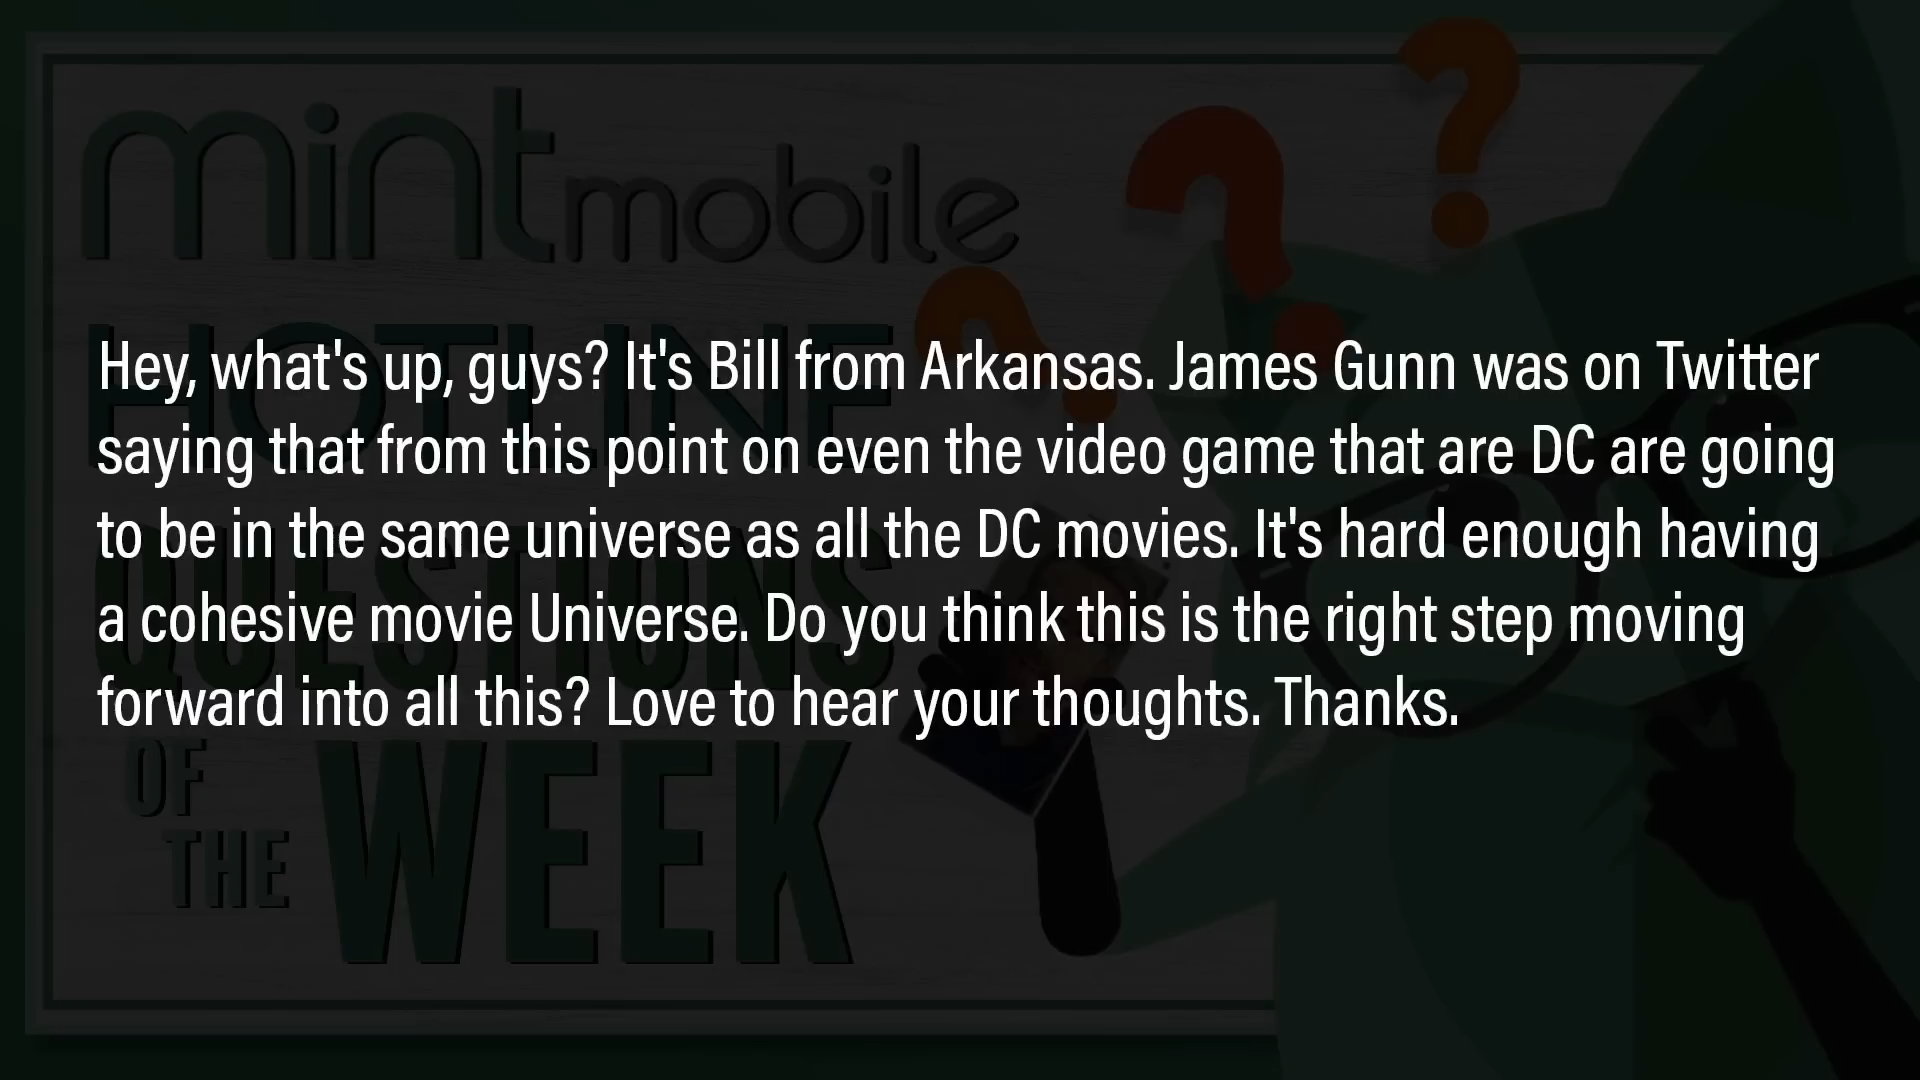 mint mobile
HOTLINE
Hey, what's up, guys? It's Bill from Arkansas. James Gunn was on Twitter
saying that from this point on even the video game that are DC are going
to be in the same universe as all the DC movies. It's hard enough having
a cohesive movie Universe. Do you think this is the right step moving
forward into all this? Love to hear your thoughts. Thanks.
QUESTIONS
OF
THE
WEEK